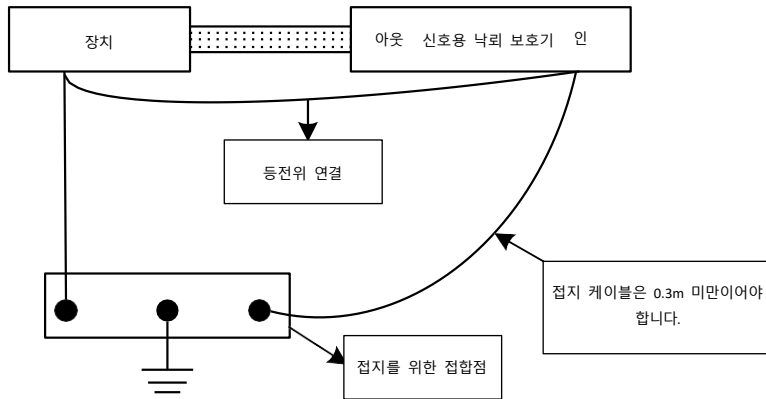 장치
아웃 신호용 낙뢰 보호기 인
등전위 연결
접지 케이블은 0.3m 미만이어야
합니다.
접지를 위한 접합점